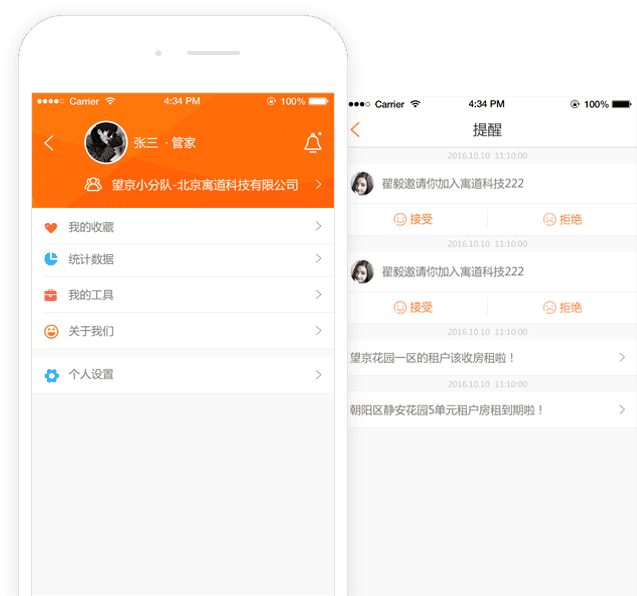 Carrier 4:34 PM 100%
张三 · 管家
望京小分队-北京寓道科技有限公司
我的收藏
统计数据
我的工具
关于我们
个人设置
Carrier 4:34 PM 100%
提醒
2016.10.10 11:10:00
翟毅邀请你加入寓道科技222
接受 拒绝
2016.10.10 11:10:00
翟毅邀请你加入寓道科技222
接受 拒绝
2016.10.10 11:10:00
望京花园一区的租户该收房租啦！
2016.10.10 11:10:00
朝阳区静安花园5单元租户房租到期啦！